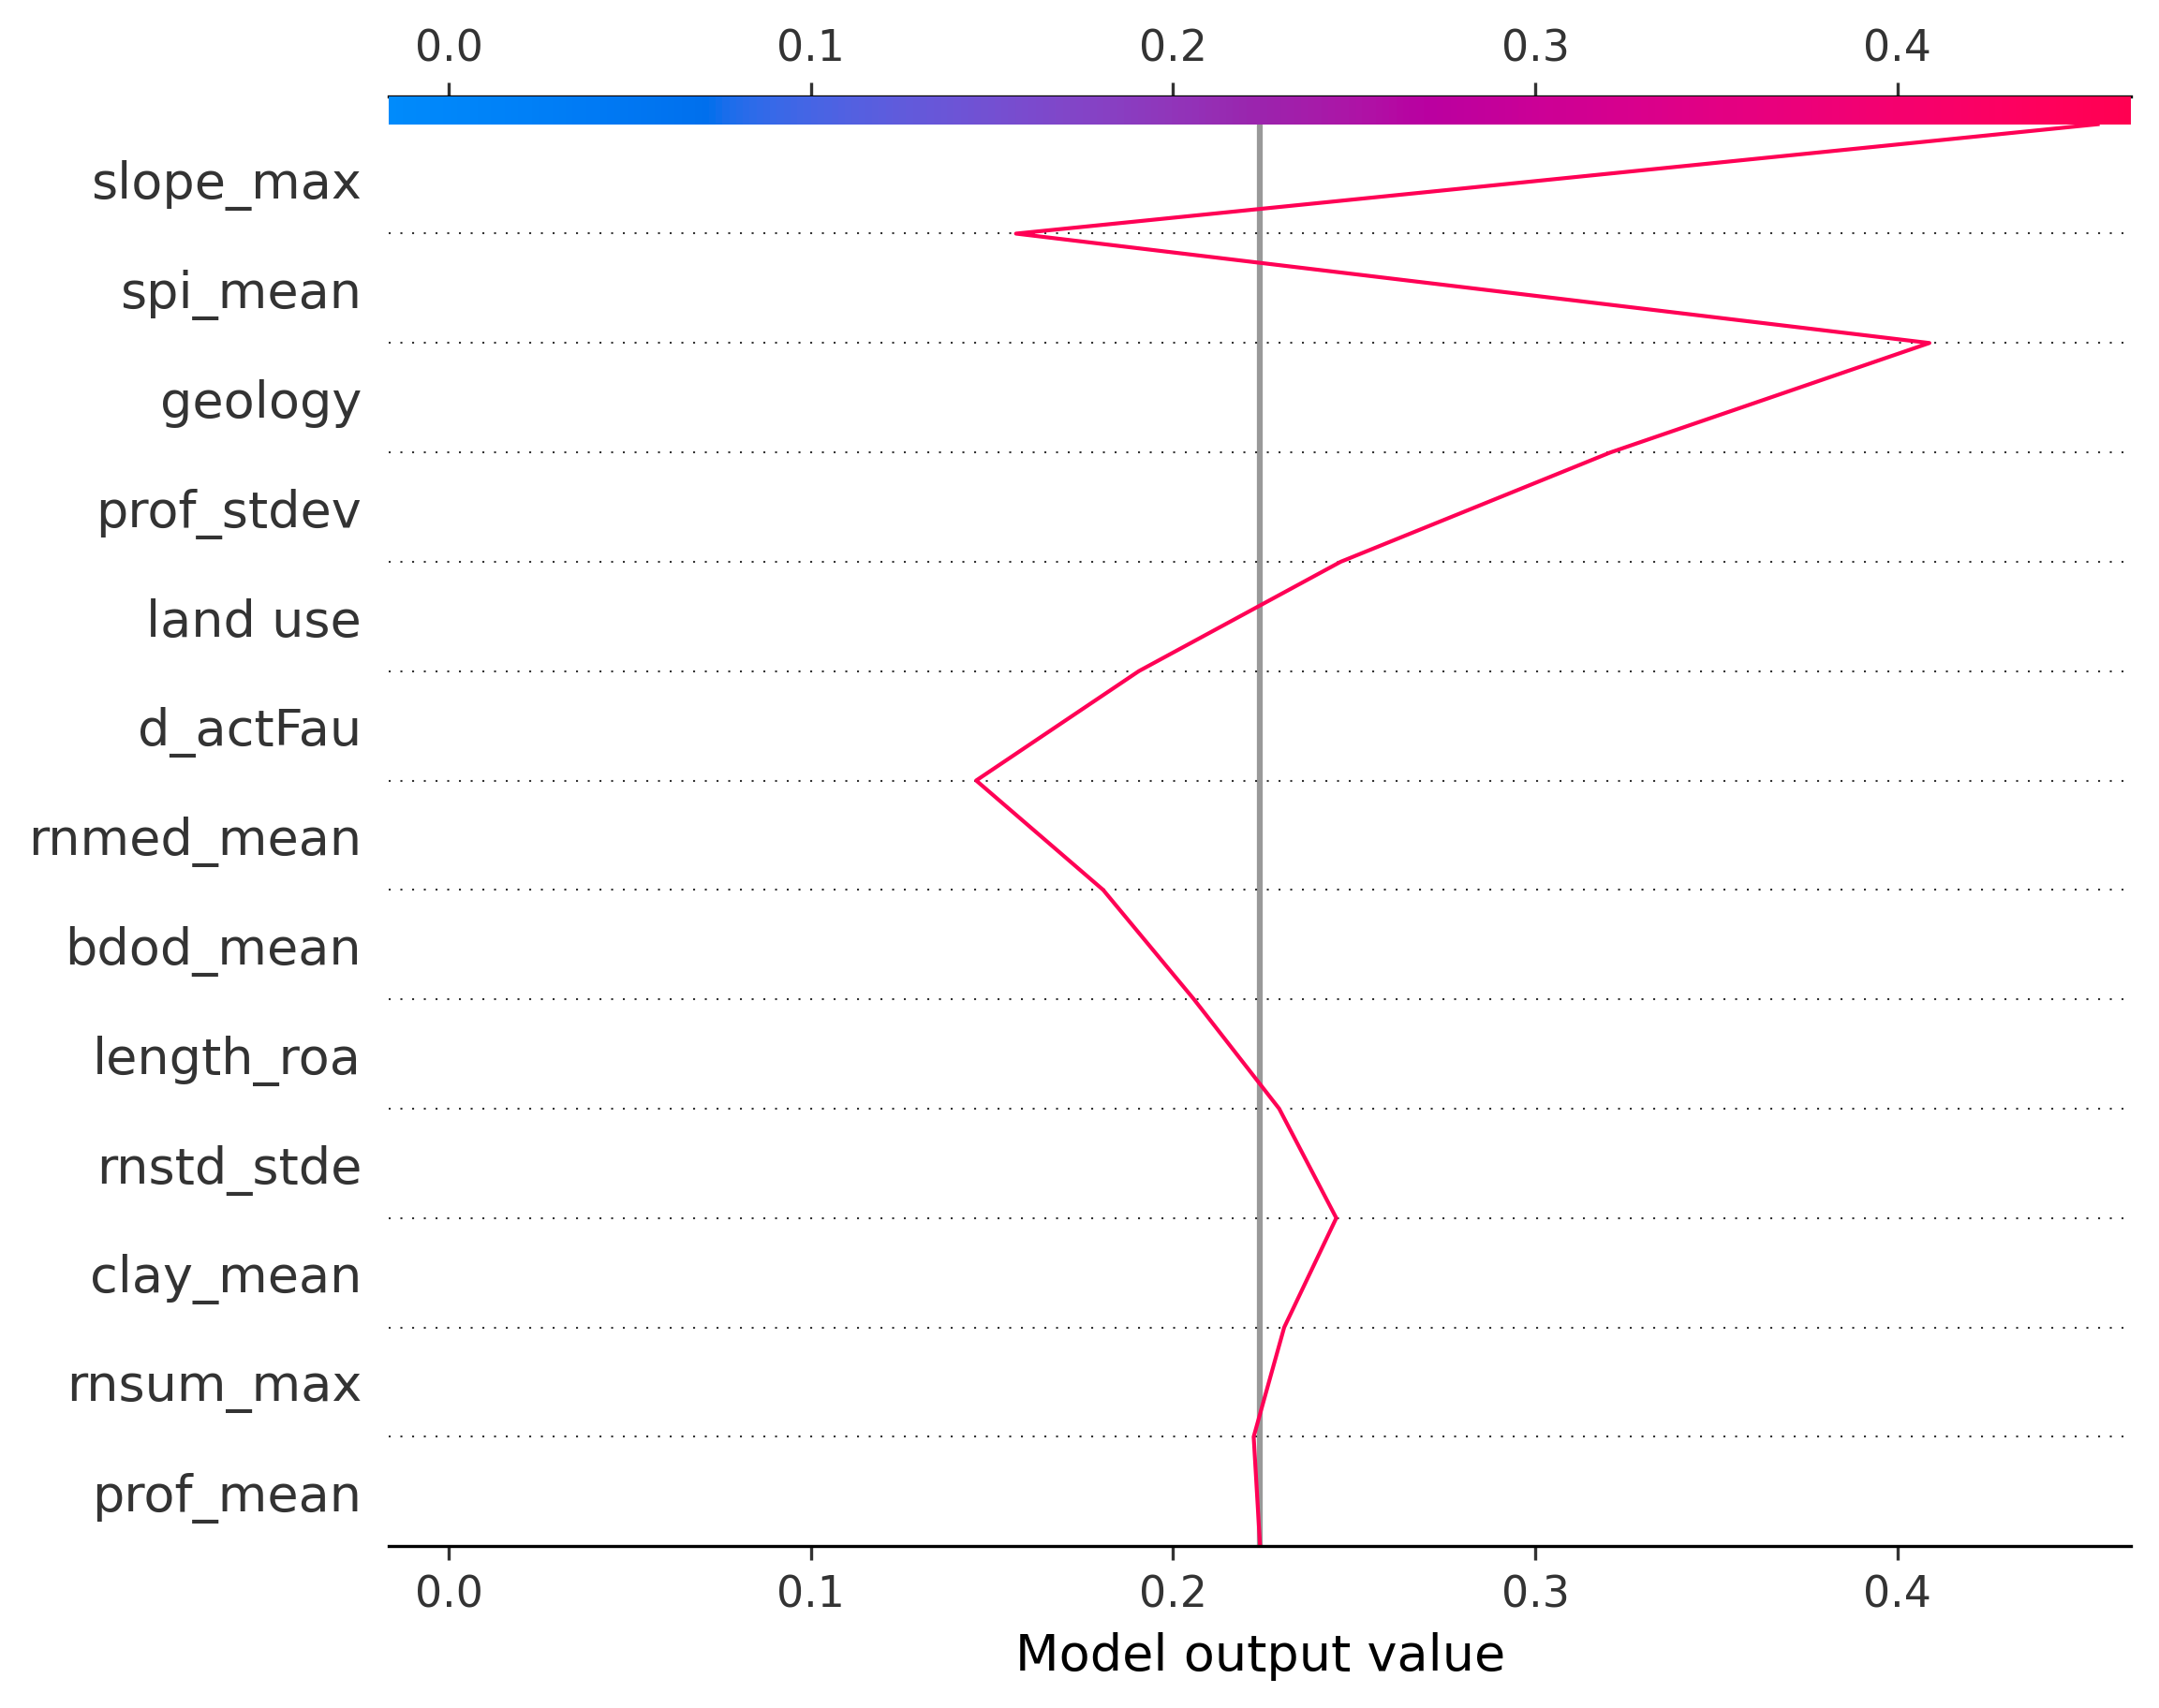 0.0 0.1 0.2 0.3 0.4
slope_max
spi_mean
geology
prof_stdev
land use
d_actFau
rnmed_mean
bdod_mean
length_roa
rnstd_stde
clay_mean
rnsum_max
prof_mean
0.0 0.1 0.2 0.3 0.4
Model output value